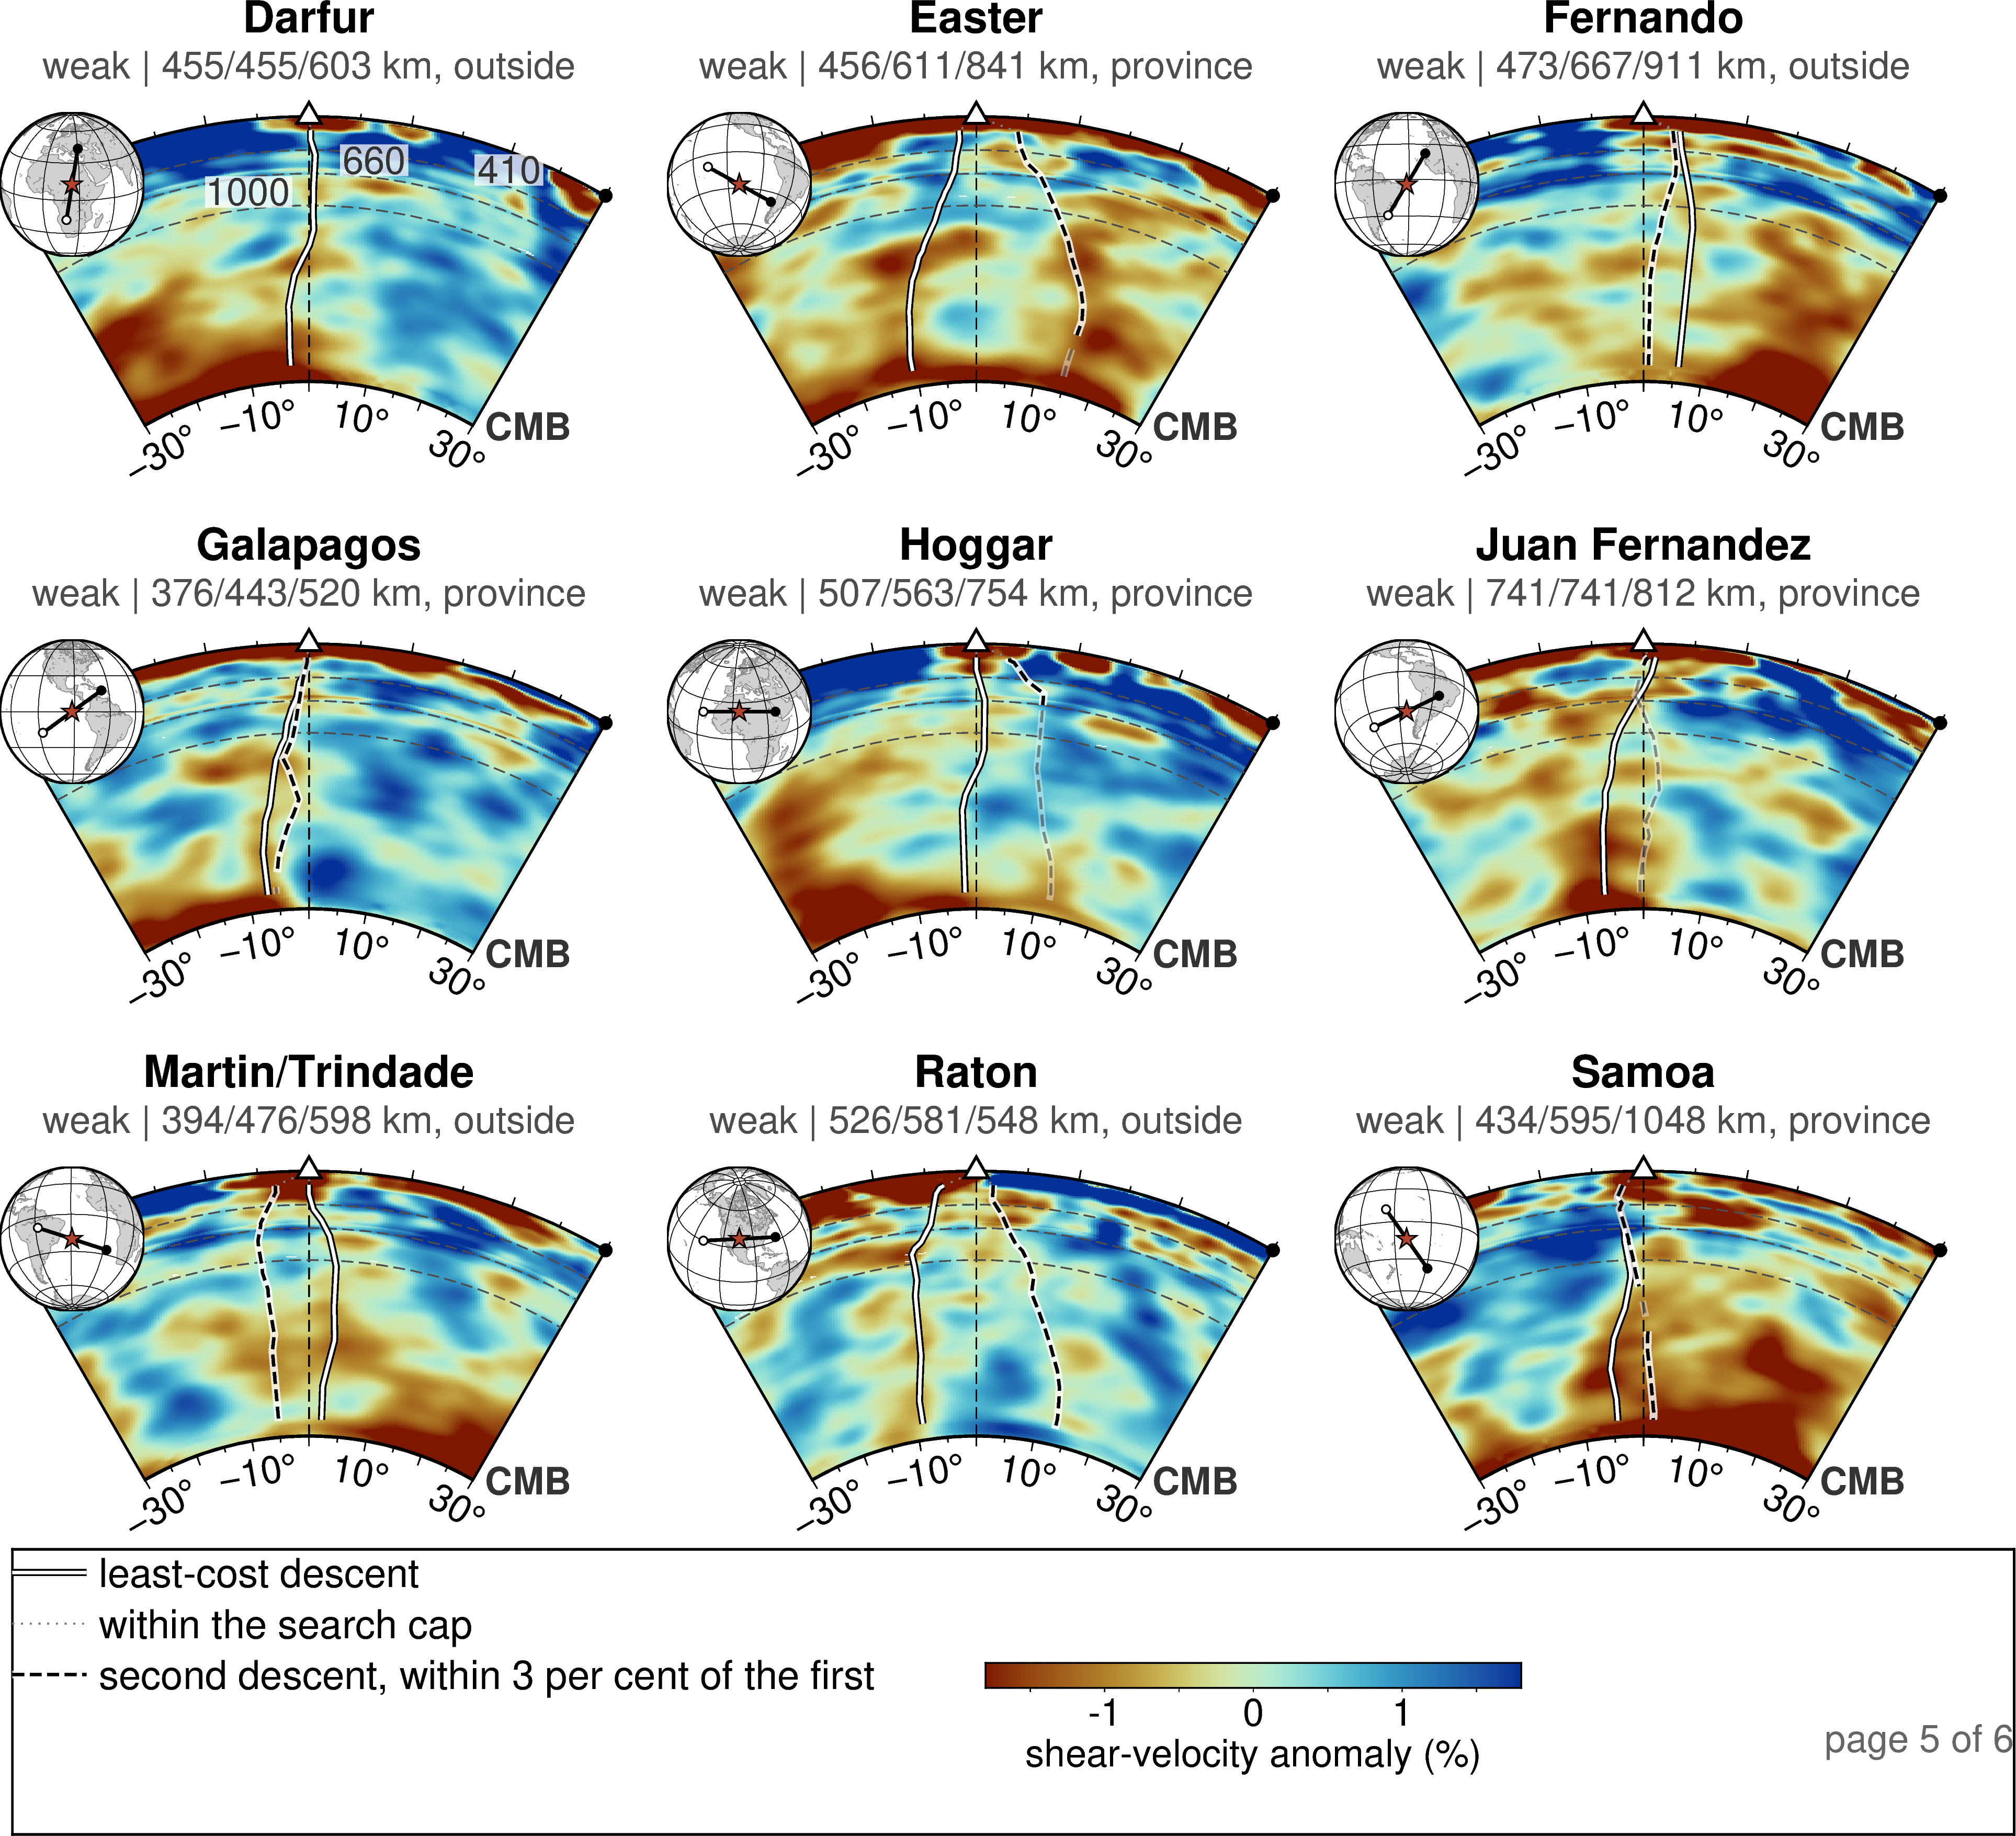 Darfur
weak | 455/455/603 km, outside
1000
660
410
−30°
−10°
10°
30°
CMB
Easter
weak | 456/611/841 km, province
−30°
−10°
10°
30°
CMB
Fernando
weak | 473/667/911 km, outside
−30°
−10°
10°
30°
CMB
Galapagos
weak | 376/443/520 km, province
−30°
−10°
10°
30°
CMB
Hoggar
weak | 507/563/754 km, province
−30°
−10°
10°
30°
CMB
Juan Fernandez
weak | 741/741/812 km, province
−30°
−10°
10°
30°
CMB
Martin/Trindade
weak | 394/476/598 km, outside
−30°
−10°
10°
30°
CMB
Raton
weak | 526/581/548 km, outside
−30°
−10°
10°
30°
CMB
Samoa
weak | 434/595/1048 km, province
−30°
−10°
10°
30°
CMB
least-cost descent
within the search cap
second descent, within 3 per cent of the first
-1
0
1
shear-velocity anomaly (%)
page 5 of 6